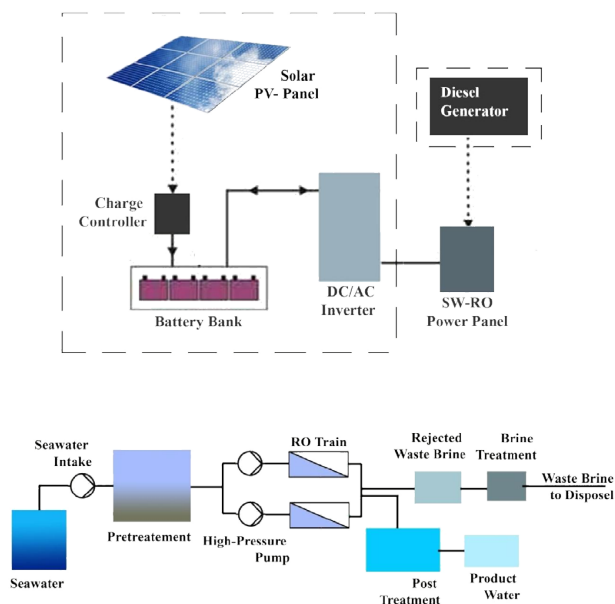 Solar
PV- Panel
Diesel
Generator
Charge
Controller
Battery Bank
DC/AC
Inverter
SW-RO
Power Panel
Seawater
Intake
RO Train
Rejected
Waste Brine
Brine
Treatment
Waste Brine
to Disposel
Pretreatement
High-Pressure
Pump
Seawater
Post
Treatment
Product
Water